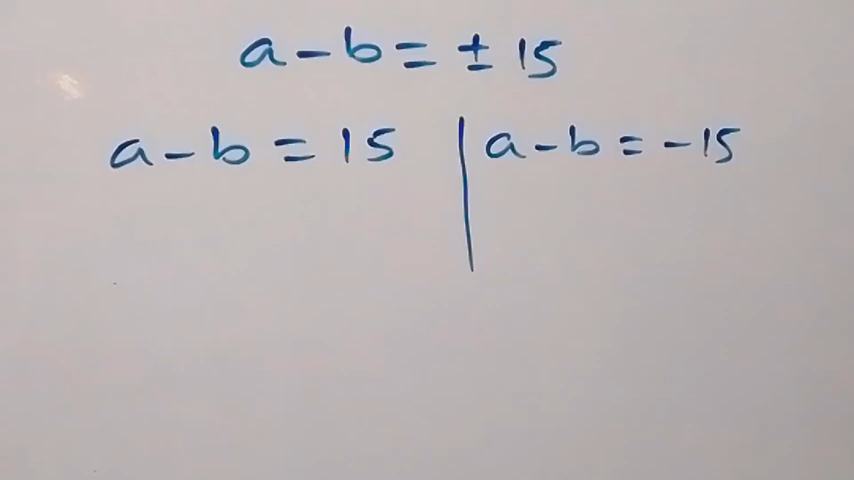 a - b = ± 15
a - b = 15 | a - b = - 15